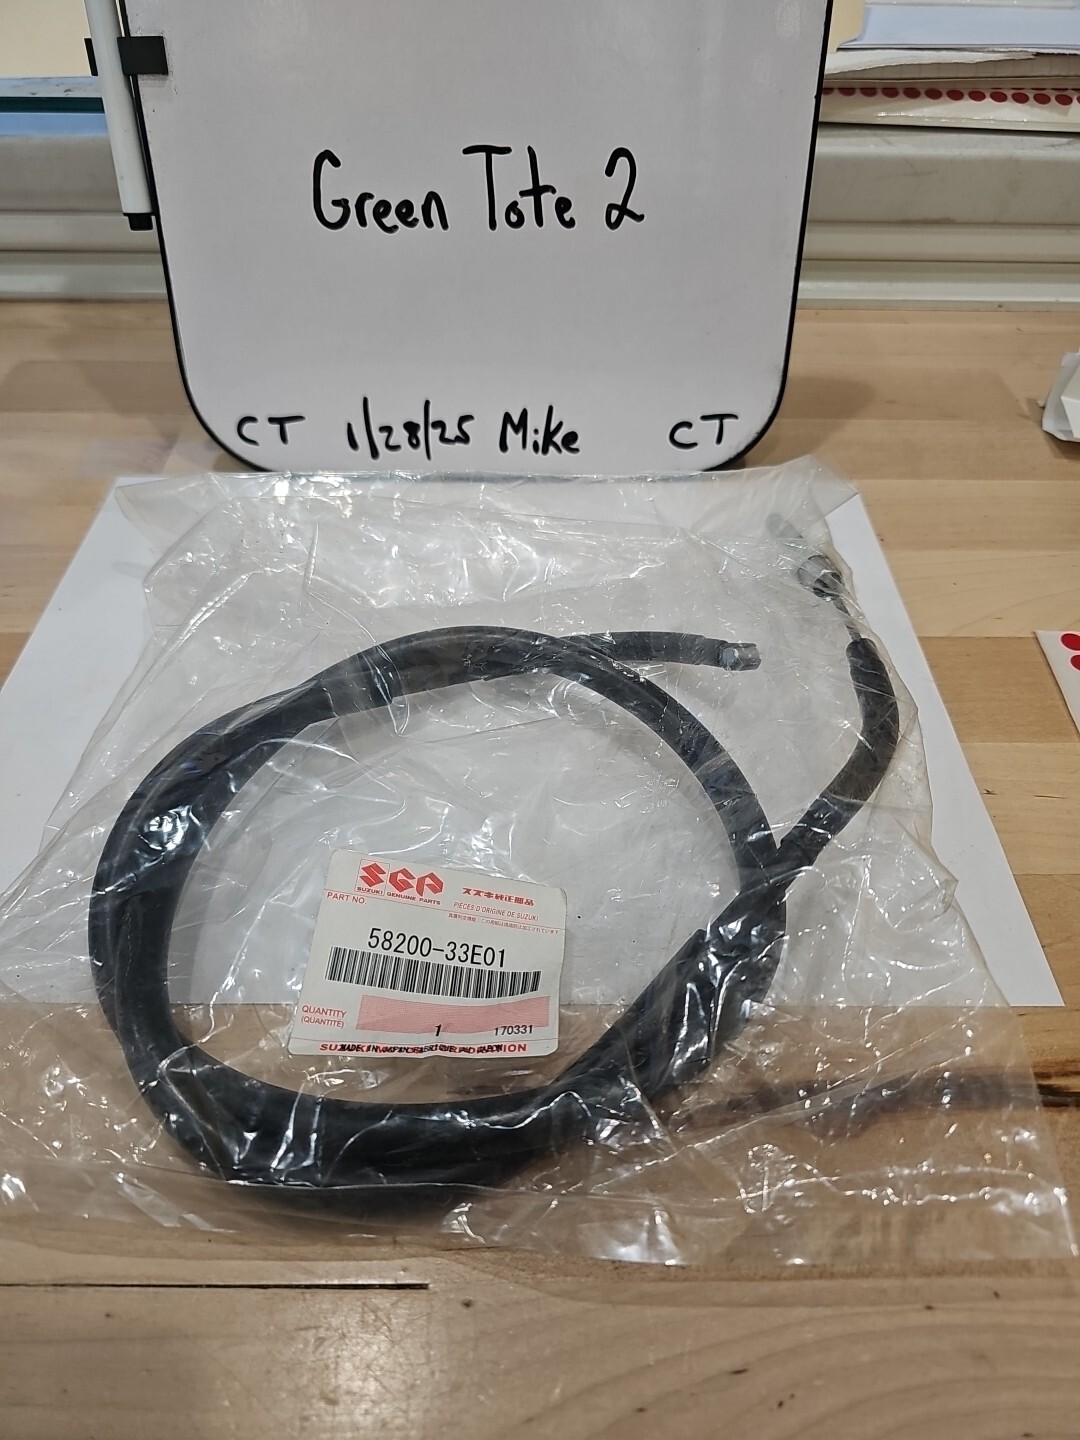 Green Tote 2
CT 1/28/25 Mike CT
SGP
SUZUKI GENUINE PARTS
スズキ純正部品
PIECES D'ORIGINE DE SUZUKI
PART NO.
58200-33E01
QUANTITY
(QUANTITE)
1
170331